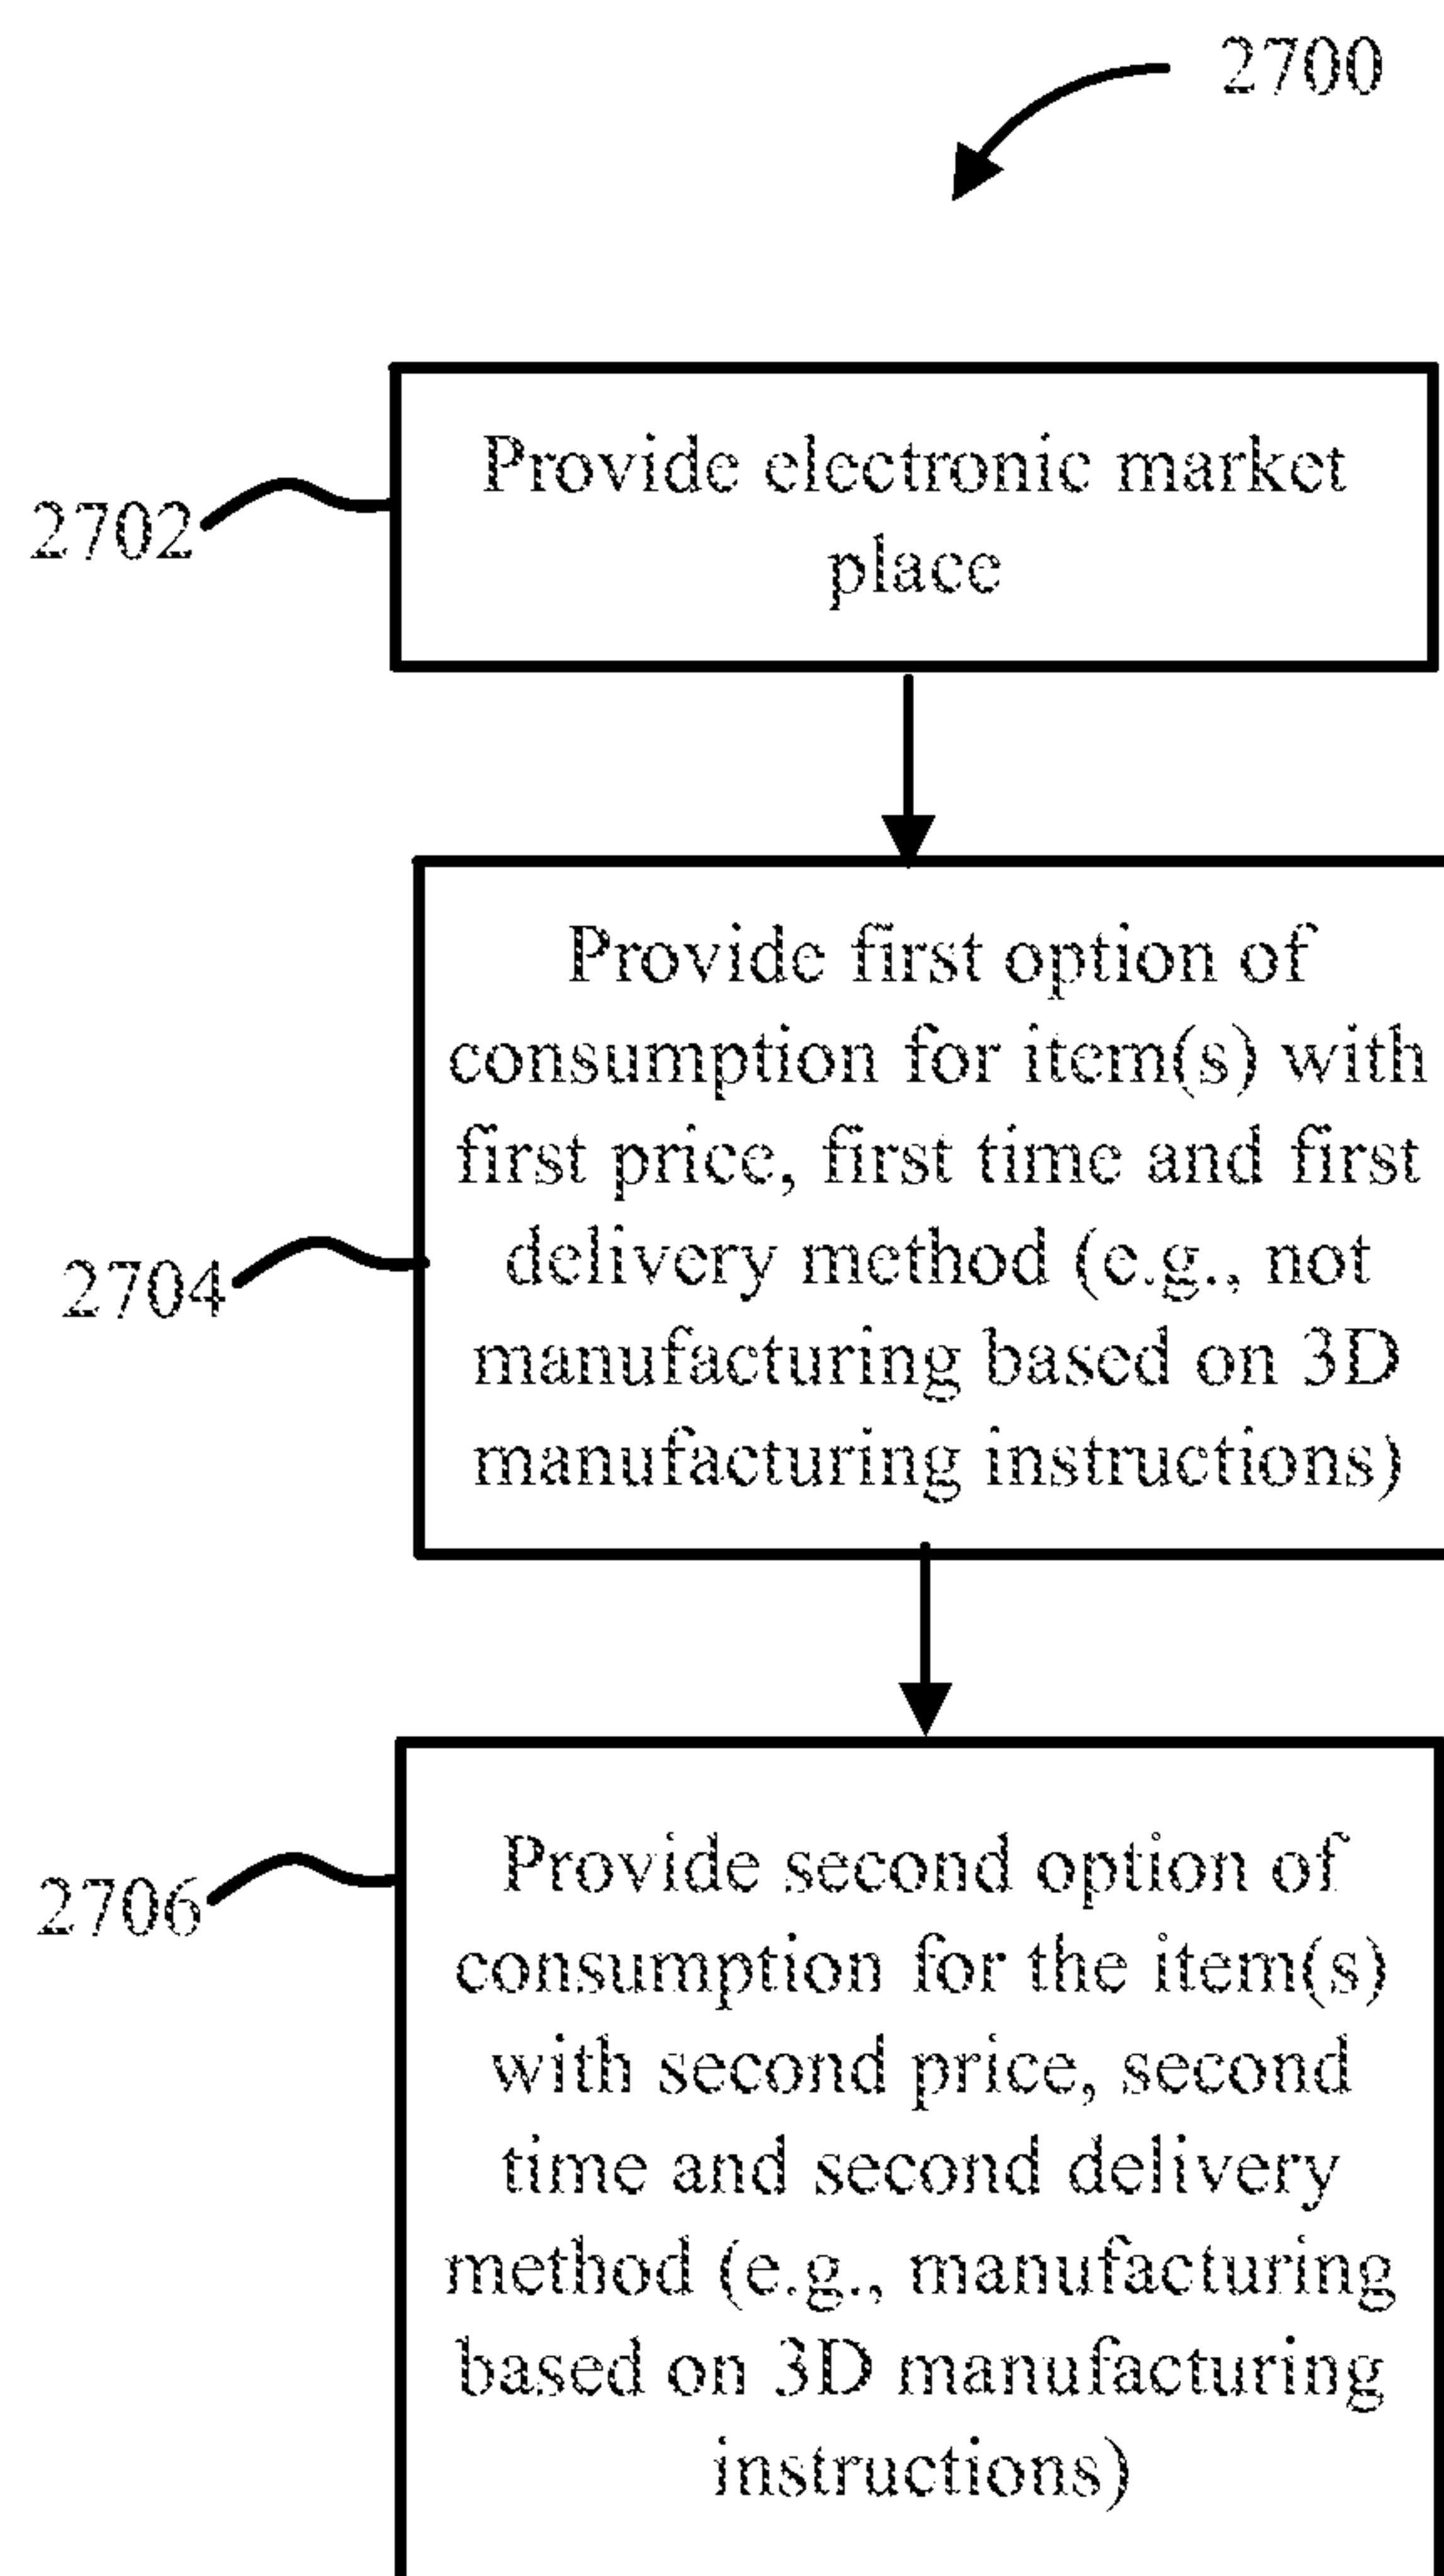 2700
Provide electronic market
place
2702
Provide first option of
consumption for item(s) with
first price, first time and first
delivery method (e.g., not
manufacturing based on 3D
manufacturing instructions)
2704
Provide second option of
consumption for the item(s)
with second price, second
time and second delivery
method (e.g., manufacturing
based on 3D manufacturing
instructions)
2706